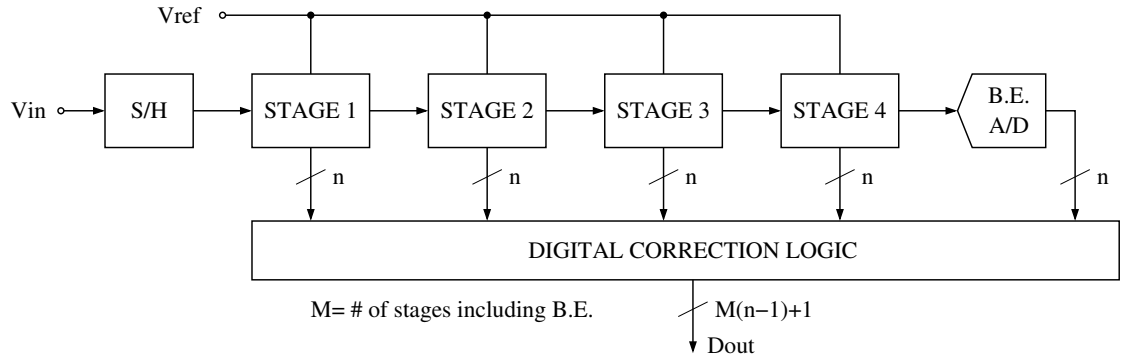 Vref
Vin
S/H
STAGE 1
STAGE 2
STAGE 3
STAGE 4
B.E.
A/D
n
n
n
n
n
DIGITAL CORRECTION LOGIC
M= # of stages including B.E.
M(n−1)+1
Dout